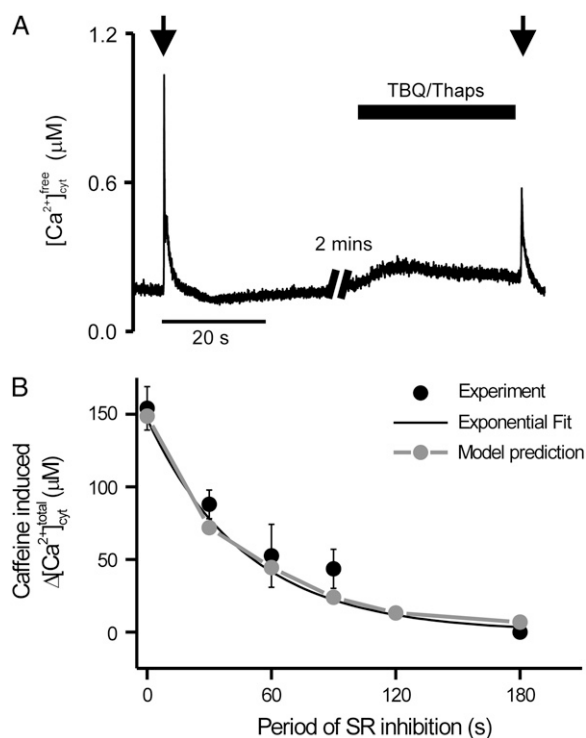 A
1.2
0.6
0.0
[Ca²⁺]free cyt (μM)
TBQ/Thaps
2 mins
20 s
B
150
100
50
0
Caffeine induced
Δ[Ca²⁺]total cyt (μM)
Experiment
Exponential Fit
Model prediction
0
60
120
180
Period of SR inhibition (s)